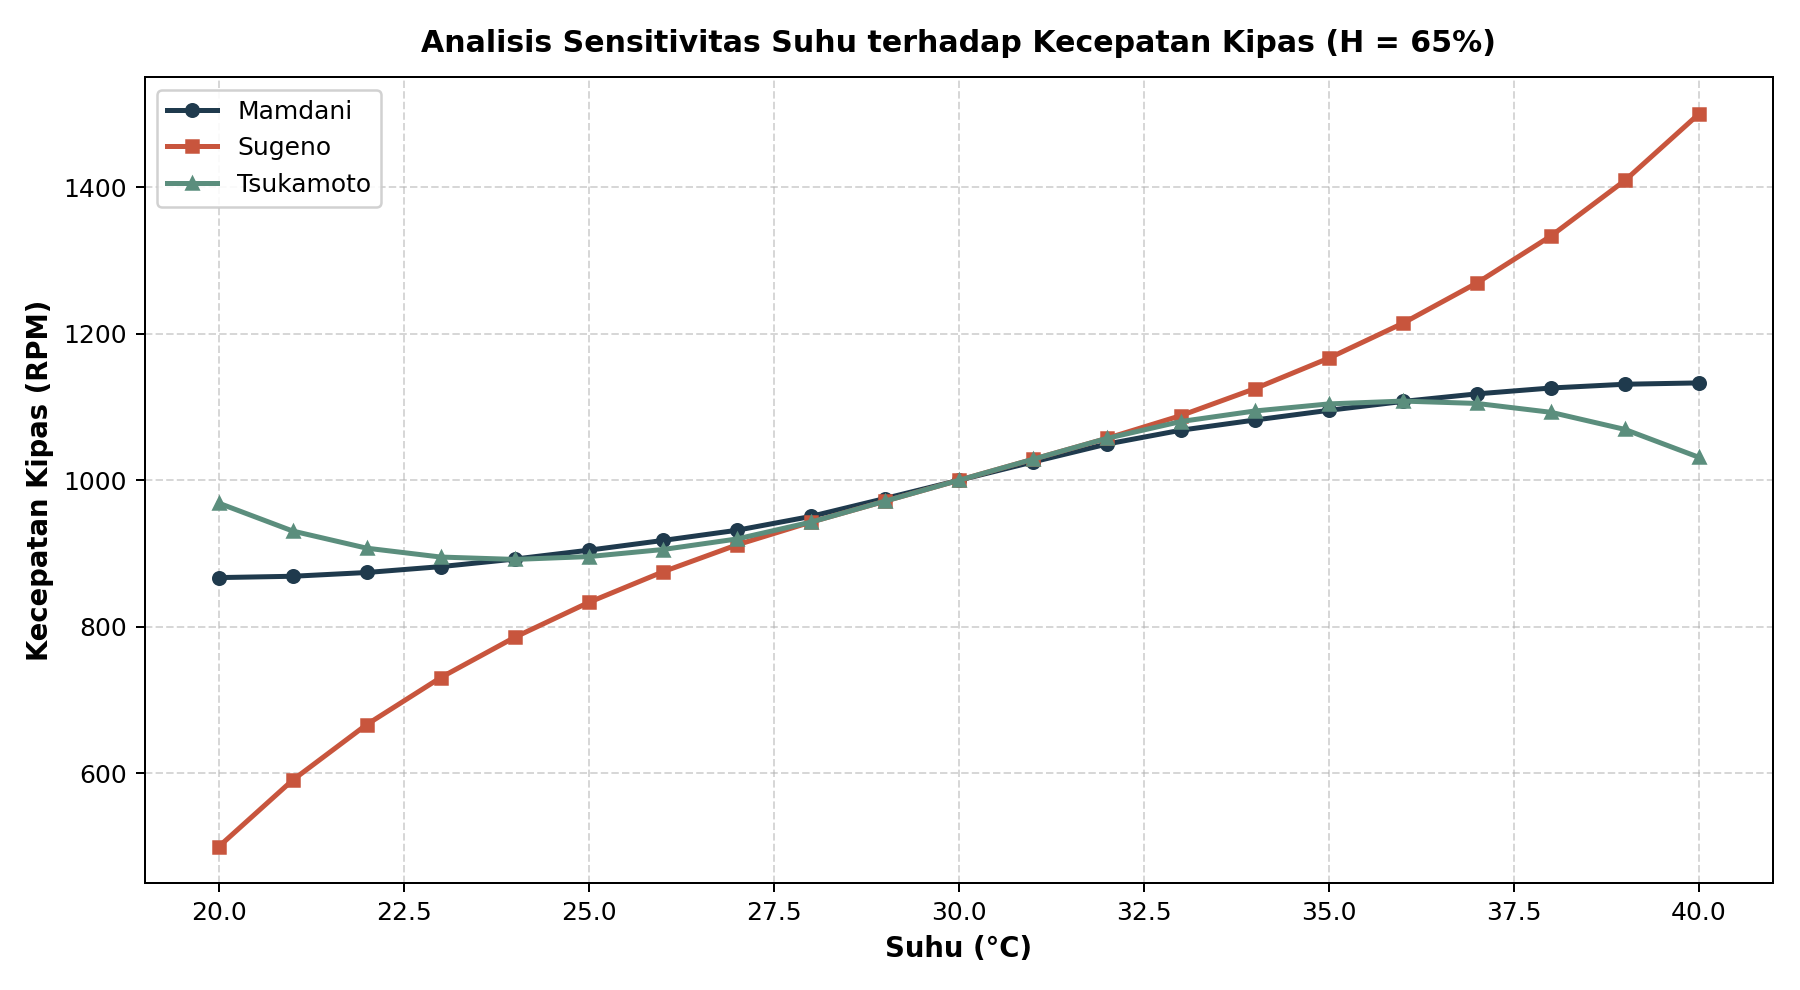 Analisis Sensitivitas Suhu terhadap Kecepatan Kipas (H = 65%)
Mamdani
Sugeno
Tsukamoto
Kecepatan Kipas (RPM)
1400
1200
1000
800
600
20.0 22.5 25.0 27.5 30.0 32.5 35.0 37.5 40.0
Suhu (°C)